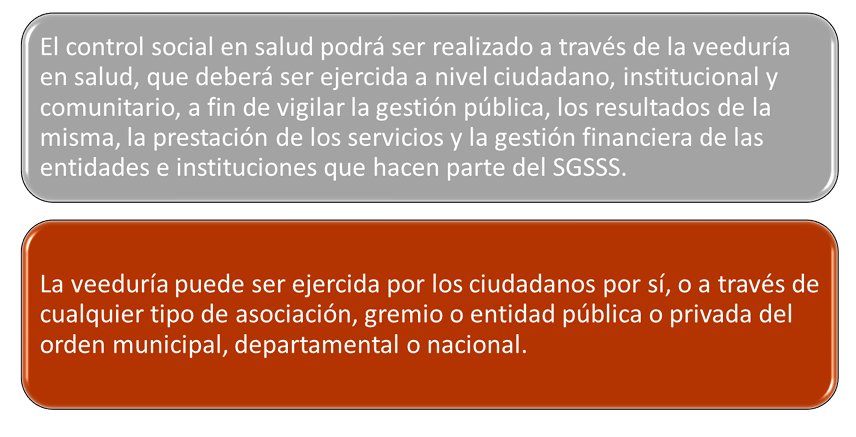 El control social en salud podrá ser realizado a través de la veeduría
en salud, que deberá ser ejercida a nivel ciudadano, institucional y
comunitario, a fin de vigilar la gestión pública, los resultados de la
misma, la prestación de los servicios y la gestión financiera de las
entidades e instituciones que hacen parte del SGSSS.
La veeduría puede ser ejercida por los ciudadanos por sí, o a través de
cualquier tipo de asociación, gremio o entidad pública o privada del
orden municipal, departamental o nacional.